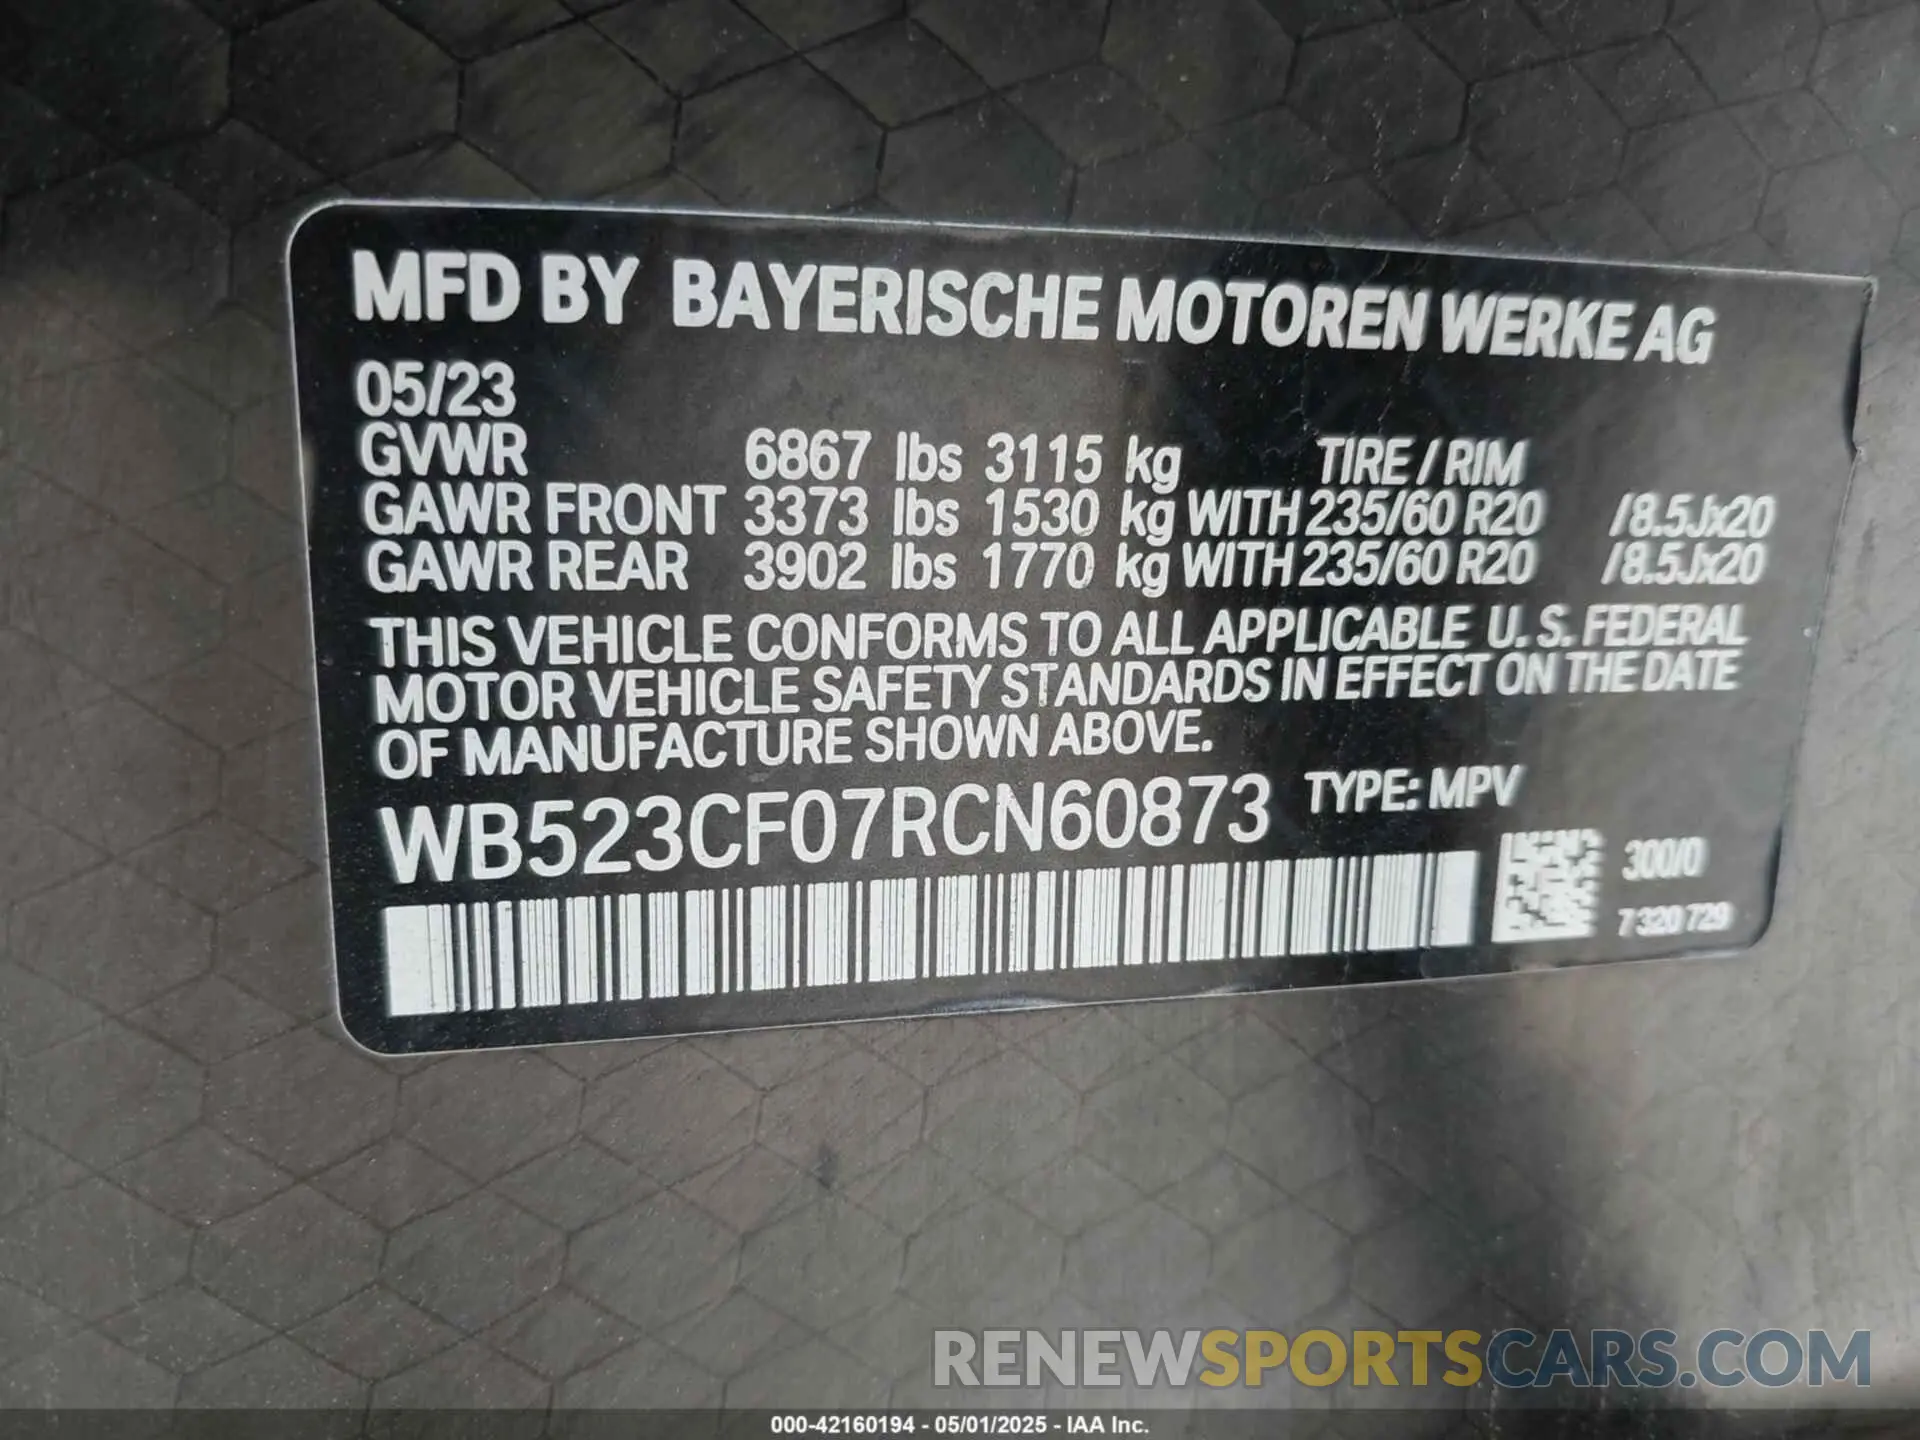 MFD BY BAYERISCHE MOTOREN WERKE AG
05/23
GVWR 6867 lbs 3115 kg TIRE / RIM
GAWR FRONT 3373 lbs 1530 kg WITH 235/60 R20 /8.5Jx20
GAWR REAR 3902 lbs 1770 kg WITH 235/60 R20 /8.5Jx20
THIS VEHICLE CONFORMS TO ALL APPLICABLE U. S. FEDERAL
MOTOR VEHICLE SAFETY STANDARDS IN EFFECT ON THE DATE
OF MANUFACTURE SHOWN ABOVE.
WB523CF07RCN60873 TYPE: MPV
300/0
7 320 729
RENEWSPORTSCARS.COM
000-42160194 - 05/01/2025 - IAA Inc.